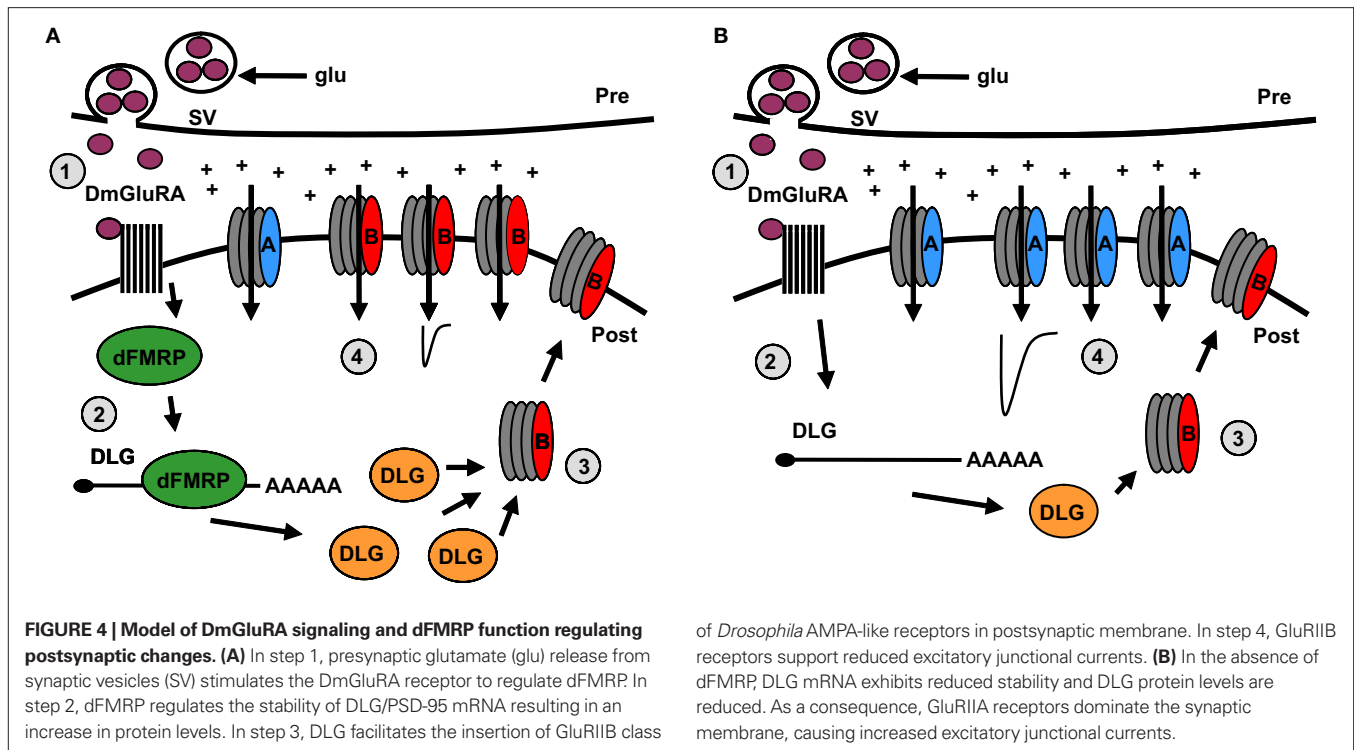 A
glu
Pre
SV
1
DmGluRA
+ + + + + + + +
A
B
B
B
B
Post
dFMRP
4
2
DLG
dFMRP
AAAAA
DLG
B
3
DLG
DLG
B
glu
Pre
SV
1
DmGluRA
+ + + + + + + +
A
A
A
A
B
Post
2
4
DLG
AAAAA
B
3
DLG
FIGURE 4 | Model of DmGluRA signaling and dFMRP function regulating
postsynaptic changes. (A) In step 1, presynaptic glutamate (glu) release from
synaptic vesicles (SV) stimulates the DmGluRA receptor to regulate dFMRP. In
step 2, dFMRP regulates the stability of DLG/PSD-95 mRNA resulting in an
increase in protein levels. In step 3, DLG facilitates the insertion of GluRIIB class
of Drosophila AMPA-like receptors in postsynaptic membrane. In step 4, GluRIIB
receptors support reduced excitatory junctional currents. (B) In the absence of
dFMRP, DLG mRNA exhibits reduced stability and DLG protein levels are
reduced. As a consequence, GluRIIA receptors dominate the synaptic
membrane, causing increased excitatory junctional currents.